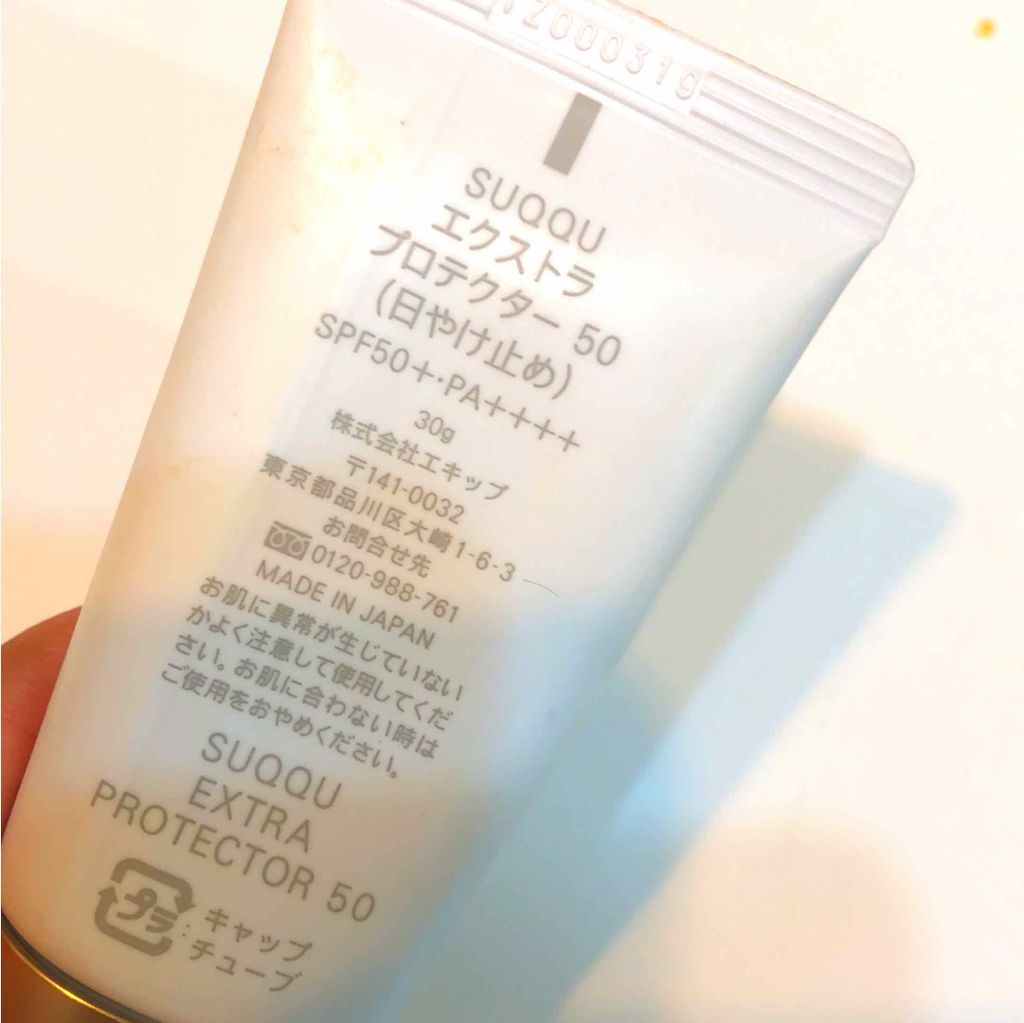 Z000319
SUQQU
エクストラ
プロテクター 50
(日やけ止め)
SPF50+・PA++++
30g
株式会社エキップ
〒141-0032
東京都品川区大崎1-6-3
お問合せ先
0120-988-761
MADE IN JAPAN
お肌に異常が生じていない
かよく注意して使用してくだ
さい。お肌に合わない時は
ご使用をおやめください。
SUQQU
EXTRA
PROTECTOR 50
プラ:キャップ
チューブ